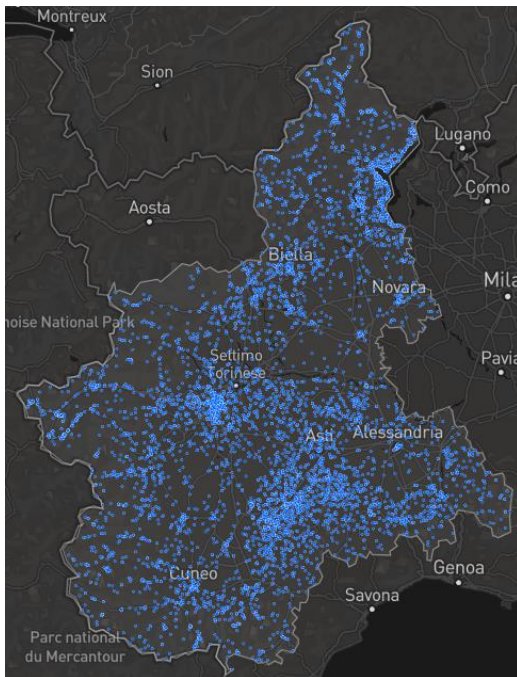 Montreux
Sion
Lugano
Como
Aosta
Biella
Novara
Mila
noise National Park
Settimo
Torinese
Pavia
Asti
Alessandria
Cuneo
Genoa
Savona
Parc national
du Mercantour